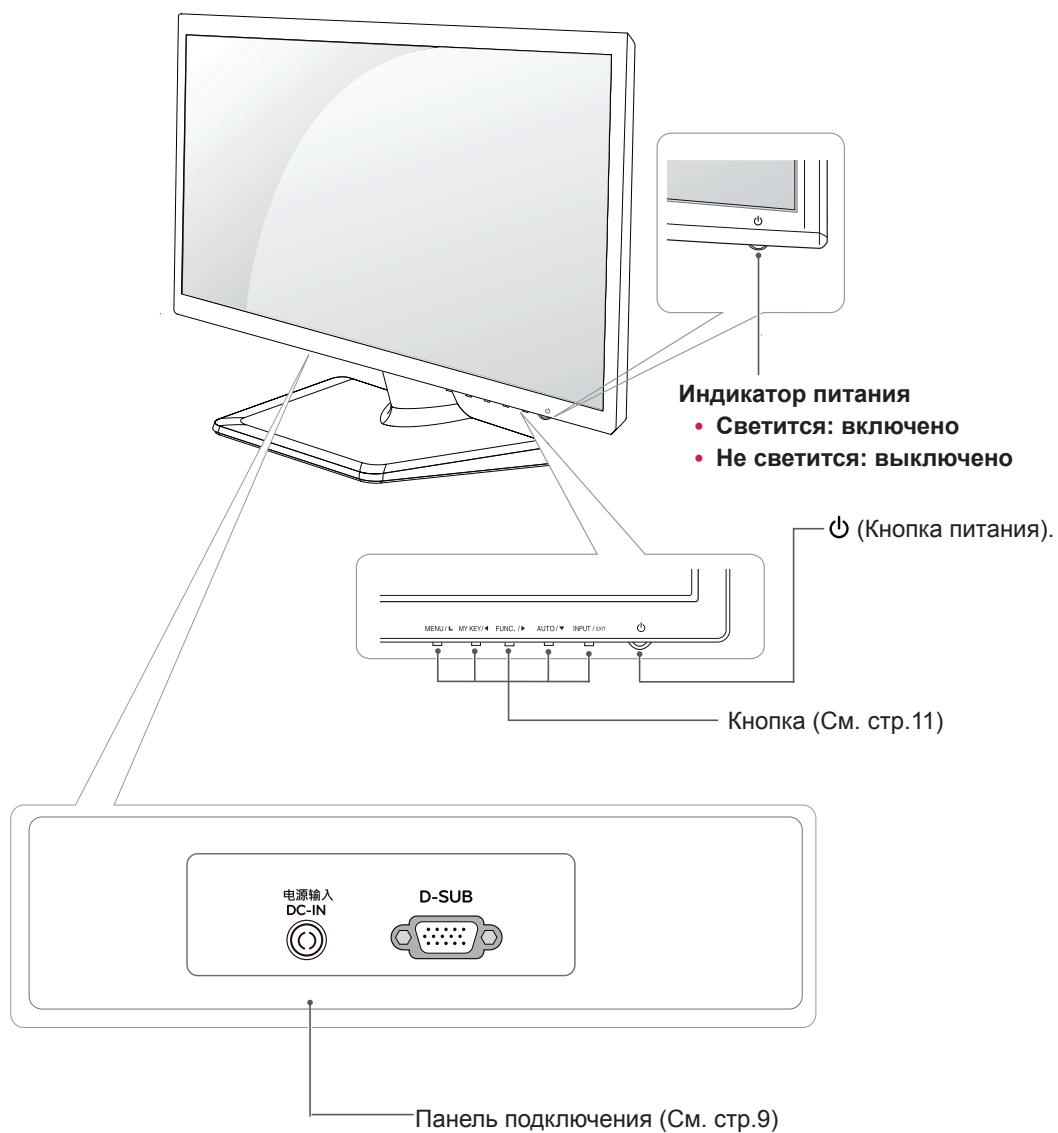 Индикатор питания
• Светится: включено
• Не светится: выключено
(Кнопка питания).
MENU / MY KEY/◀ FUNC. /▶ AUTO /▼ INPUT / EXIT
Кнопка (См. стр.11)
电源输入
DC-IN
D-SUB
Панель подключения (См. стр.9)